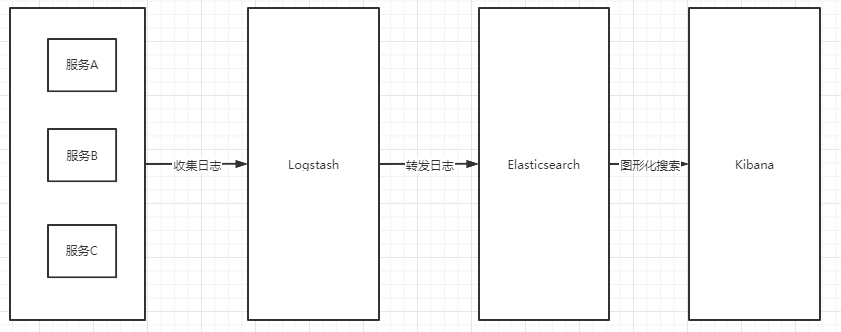 服务A
服务B
服务C
收集日志
Logstash
转发日志
Elasticsearch
图形化搜索
Kibana